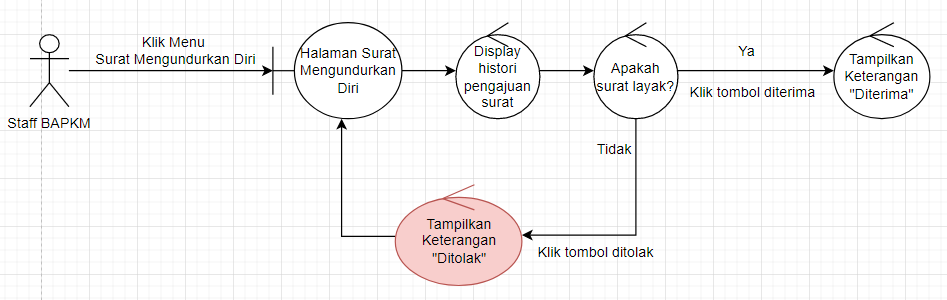 Klik Menu
Surat Mengundurkan Diri
Staff BAPKM
Halaman Surat
Mengundurkan
Diri
Display
histori
pengajuan
surat
Apakah
surat layak?
Ya
Klik tombol diterima
Tampilkan
Keterangan
"Diterima"
Tidak
Klik tombol ditolak
Tampilkan
Keterangan
"Ditolak"